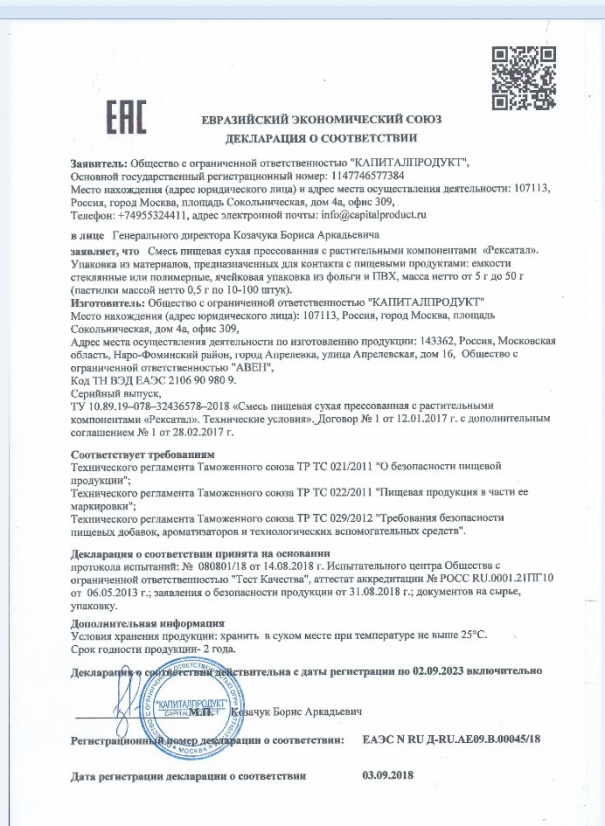 ЕАС
ЕВРАЗИЙСКИЙ ЭКОНОМИЧЕСКИЙ СОЮЗ
ДЕКЛАРАЦИЯ О СООТВЕТСТВИИ
Заявитель: Общество с ограниченной ответственностью "КАПИТАЛПРОДУКТ",
Основной государственный регистрационный номер: 1147746577384
Место нахождения (адрес юридического лица) и адрес места осуществления деятельности: 107113,
Россия, город Москва, площадь Сокольническая, дом 4а, офис 309,
Телефон: +74955324411, адрес электронной почты: info@capitalproduct.ru
в лице Генерального директора Козачука Бориса Аркадьевича
заявляет, что Смесь пищевая сухая прессованная с растительными компонентами «Рексатал».
Упаковка из материалов, предназначенных для контакта с пищевыми продуктами: емкости
стеклянные или полимерные, ячейковая упаковка из фольги и ПВХ, масса нетто от 5 г до 50 г
(пастилки массой нетто 0,5 г по 10-100 штук).
Изготовитель: Общество с ограниченной ответственностью "КАПИТАЛПРОДУКТ"
Место нахождения (адрес юридического лица): 107113, Россия, город Москва, площадь
Сокольническая, дом 4а, офис 309,
Адрес места осуществления деятельности по изготовлению продукции: 143362, Россия, Московская
область, Наро-Фоминский район, город Апрелевка, улица Апрелевская, дом 16, Общество с
ограниченной ответственностью "АВЕН",
Код ТН ВЭД ЕАЭС 2106 90 980 9.
Серийный выпуск,
ТУ 10.89.19–078–32436578–2018 «Смесь пищевая сухая прессованная с растительными
компонентами «Рексатал». Технические условия». Договор № 1 от 12.01.2017 г. с дополнительным
соглашением № 1 от 28.02.2017 г.
Соответствует требованиям
Технического регламента Таможенного союза ТР ТС 021/2011 "О безопасности пищевой
продукции";
Технического регламента Таможенного союза ТР ТС 022/2011 "Пищевая продукция в части ее
маркировки";
Технического регламента Таможенного союза ТР ТС 029/2012 "Требования безопасности
пищевых добавок, ароматизаторов и технологических вспомогательных средств".
Декларация о соответствии принята на основании
протокола испытаний: № 080801/18 от 14.08.2018 г. Испытательного центра Общества с
ограниченной ответственностью "Тест Качества", аттестат аккредитации № РОСС RU.0001.21ПГ10
от 06.05.2013 г.; заявления о безопасности продукции от 31.08.2018 г.; документов на сырье,
упаковку.
Дополнительная информация
Условия хранения продукции: хранить в сухом месте при температуре не выше 25°С.
Срок годности продукции- 2 года.
Декларация о соответствии действительна с даты регистрации по 02.09.2023 включительно
"КАПИТАЛПРОДУКТ"
МОСКВА
М.П. Козачук Борис Аркадьевич
Регистрационный номер декларации о соответствии: ЕАЭС N RU Д-RU.АЕ09.В.00045/18
Дата регистрации декларации о соответствии 03.09.2018